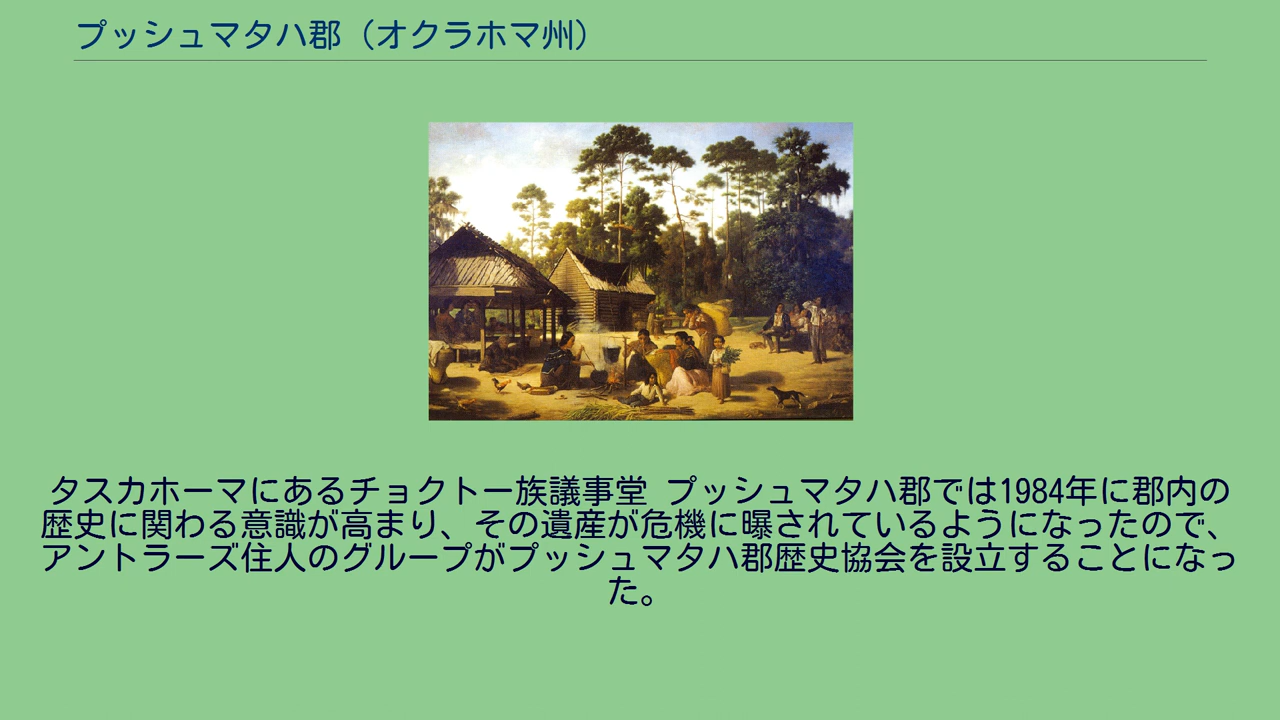 プッシュマタハ郡（オクラホマ州）
タスカホーマにあるチョクトー族議事堂 プッシュマタハ郡では1984年に郡内の
歴史に関わる意識が高まり、その遺産が危機に曝されているようになったので、
アントラーズ住人のグループがプッシュマタハ郡歴史協会を設立することになっ
た。